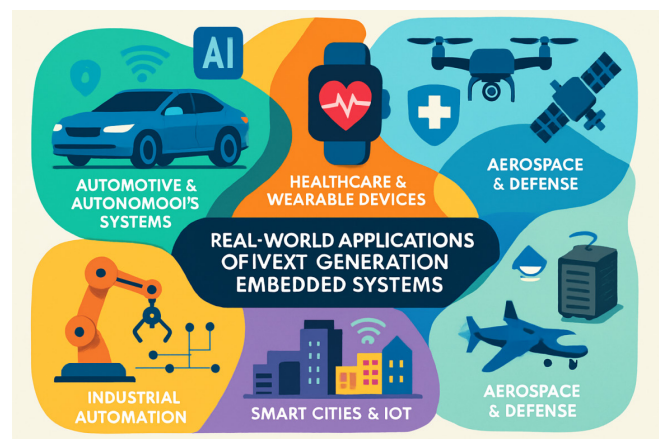 AI
AUTOMOTIVE &
AUTONOMOOI'S
SYSTEMS
HEALTHCARE &
WEARABLE DEVICES
AEROSPACE
& DEFENSE
REAL-WORLD APPLICATIONS
OF IVEXT GENERATION
EMBEDDED SYSTEMS
INDUSTRIAL
AUTOMATION
SMART CITIES & IOT
AEROSPACE
& DEFENSE